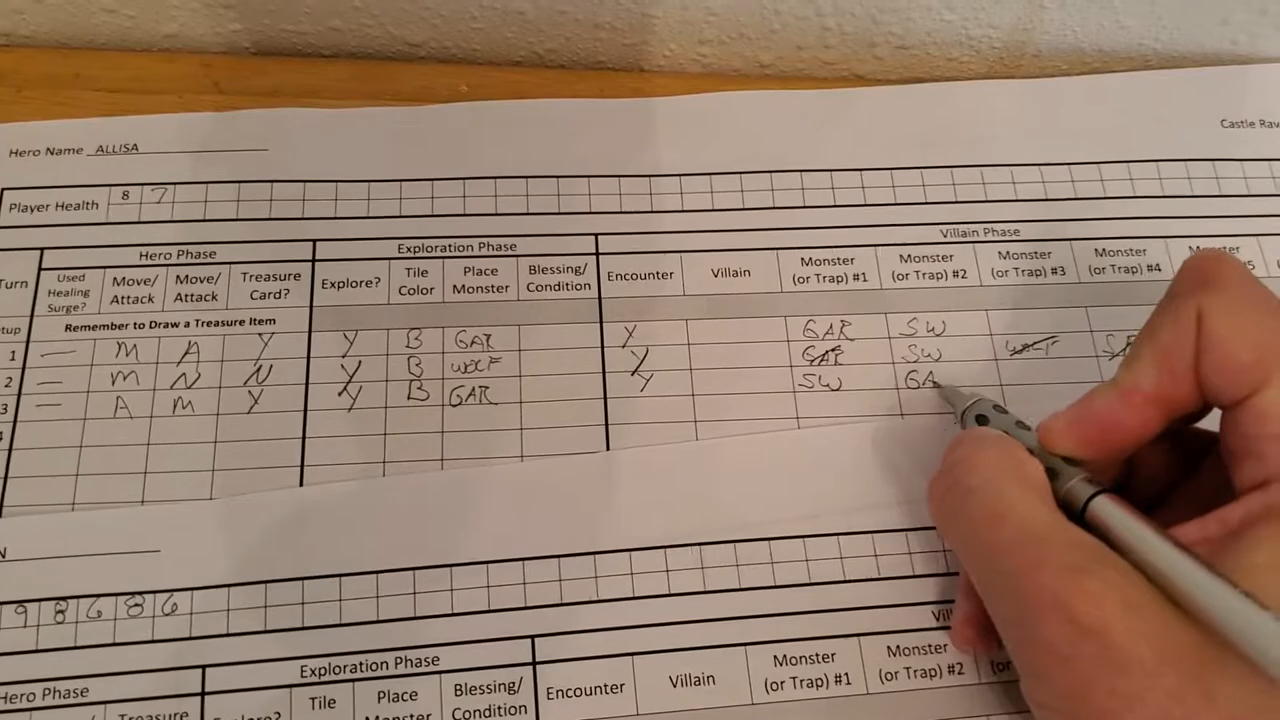 Castle Rav
Hero Name ALLISA
Player Health 8 7
Hero Phase Exploration Phase Villain Phase
Turn Used Healing Surge? Move/ Attack Move/ Attack Treasure Card? Explore? Tile Color Place Monster Blessing/ Condition Encounter Villain Monster (or Trap) #1 Monster (or Trap) #2 Monster (or Trap) #3 Monster (or Trap) #4
Remember to Draw a Treasure Item
1 — M A Y Y B GAR Y GAR SW
2 — M N N Y B WOLF Y GAR SW WOLF
3 — A M Y Y B GAR Y SW GA
9 8 6 8 6
Hero Phase Exploration Phase
Tile Place Blessing/ Condition Encounter Villain Monster (or Trap) #1 Monster (or Trap) #2